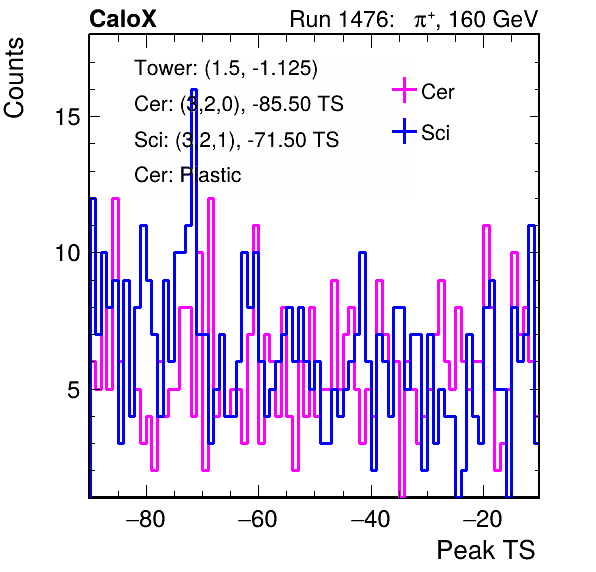 CaloX Run 1476: π⁺, 160 GeV
Counts
Tower: (1.5, -1.125)
Cer: (3,2,0), -85.50 TS
Sci: (3,2,1), -71.50 TS
Cer: Plastic
Cer
Sci
15
10
5
−80 −60 −40 −20
Peak TS